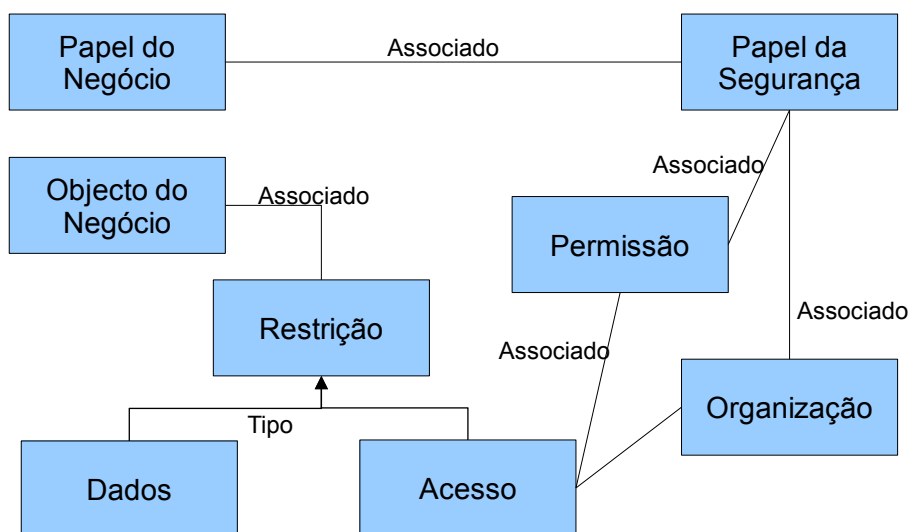 Papel do
Negócio
Associado
Papel da
Segurança
Objecto do
Negócio
Associado
Associado
Permissão
Restrição
Associado
Associado
Organização
Tipo
Dados
Acesso